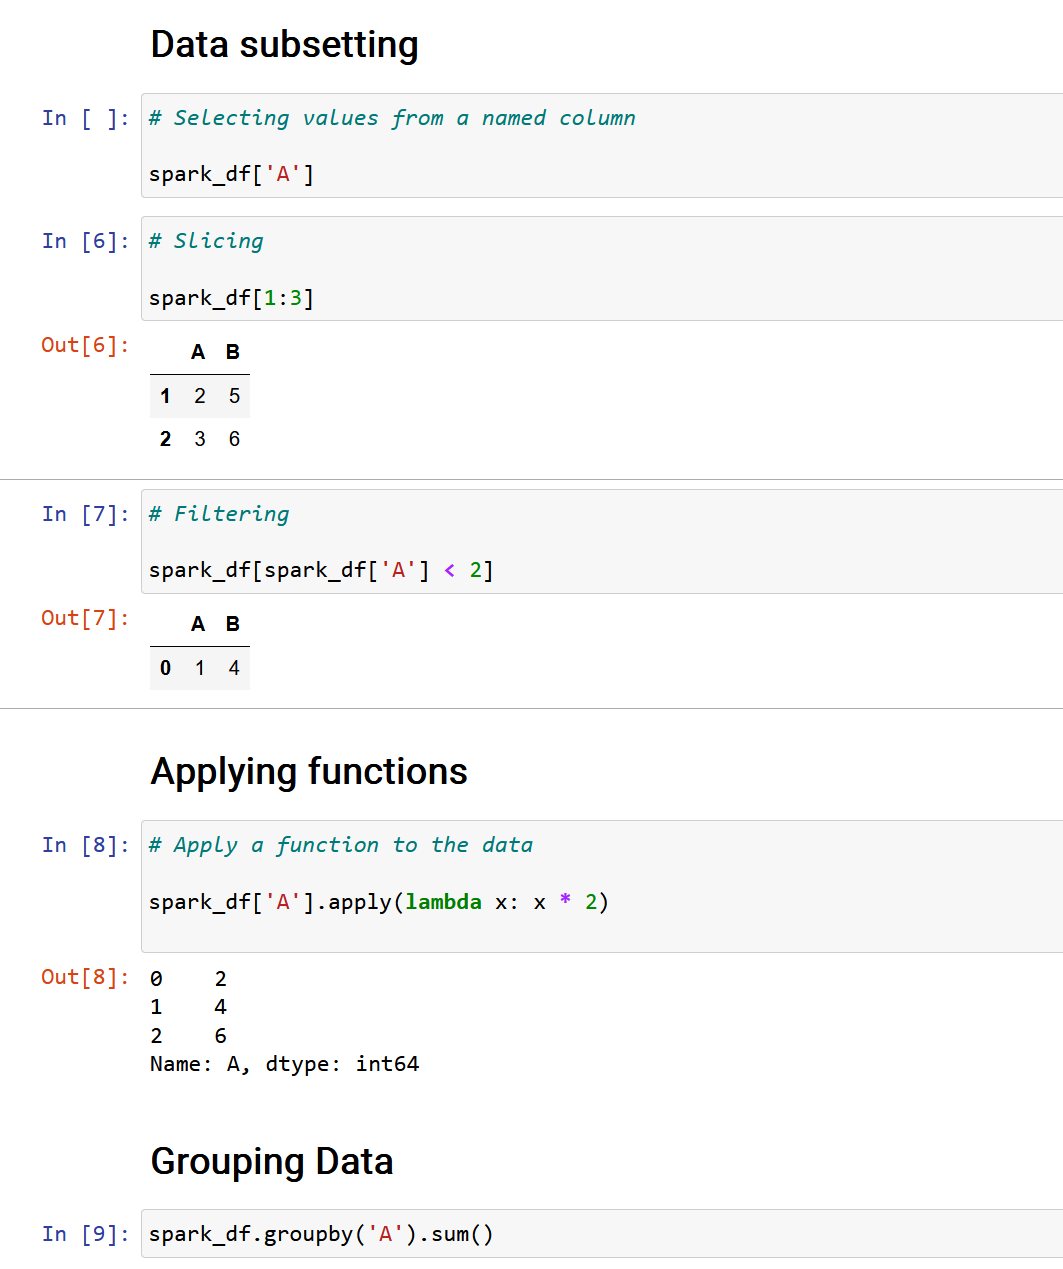 Data subsetting
In [ ]: # Selecting values from a named column
spark_df['A']
In [6]: # Slicing
spark_df[1:3]
Out[6]:
A B
1 2 5
2 3 6
In [7]: # Filtering
spark_df[spark_df['A'] < 2]
Out[7]:
A B
0 1 4
Applying functions
In [8]: # Apply a function to the data
spark_df['A'].apply(lambda x: x * 2)
Out[8]: 0    2
1    4
2    6
Name: A, dtype: int64
Grouping Data
In [9]: spark_df.groupby('A').sum()